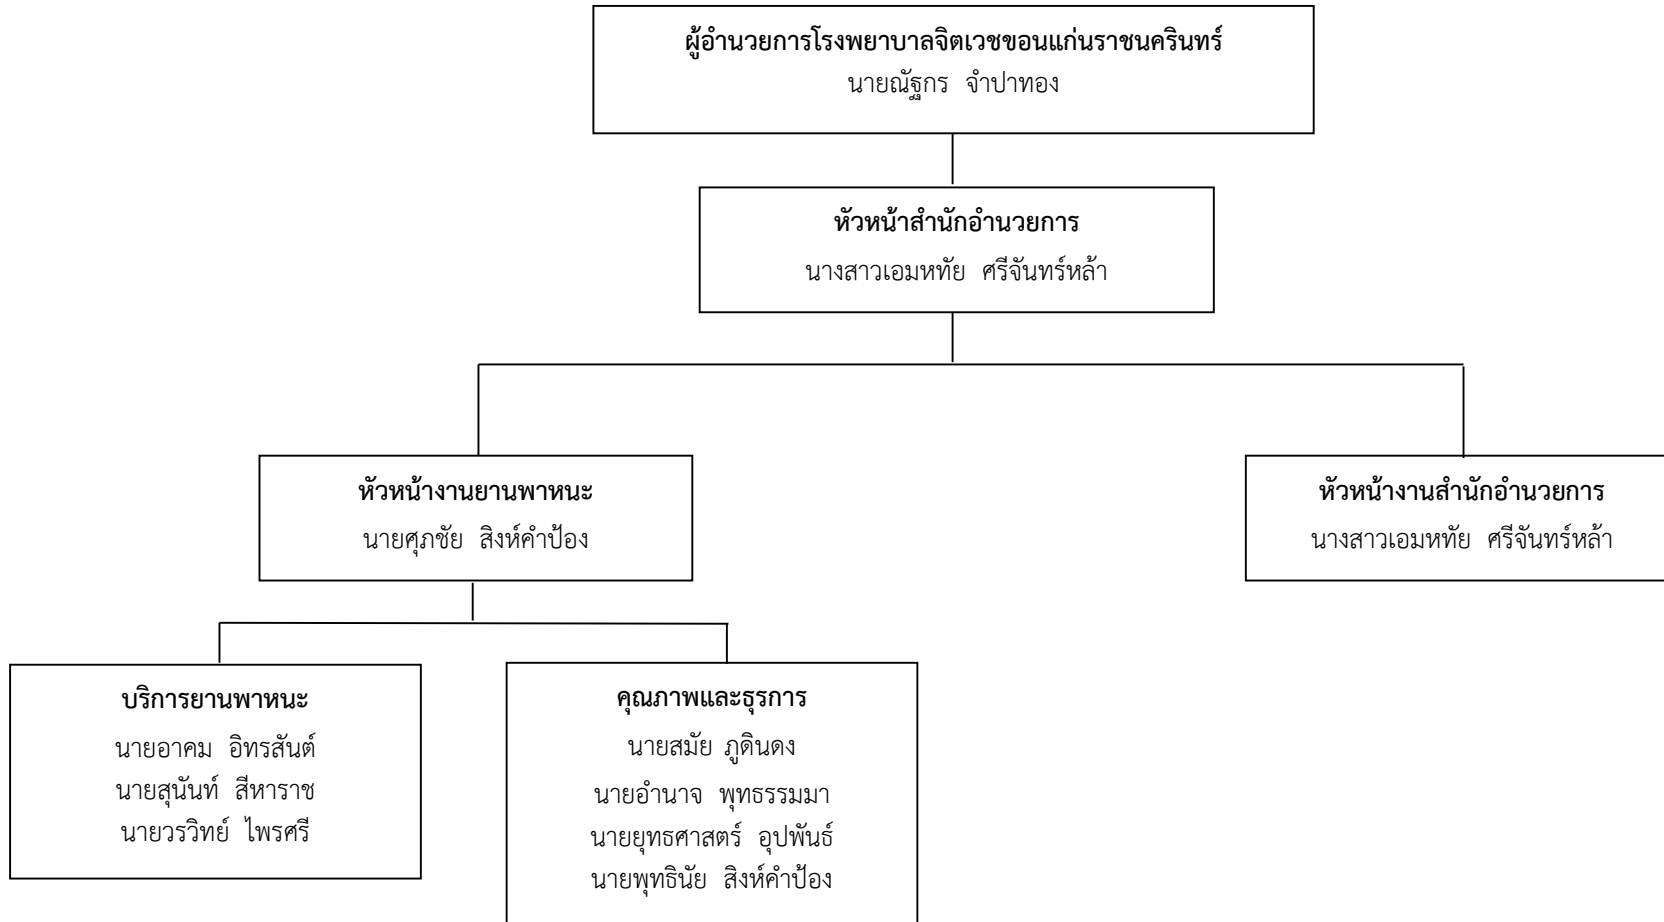 ผู้อำนวยการโรงพยาบาลจิตเวชขอนแก่นราชนครินทร์
นายณัฐกร จำปาทอง
หัวหน้าสำนักอำนวยการ
นางสาวเอมหทัย ศรีจันทร์หล้า
หัวหน้างานยานพาหนะ
นายศุภชัย สิงห์คำป้อง
หัวหน้างานสำนักอำนวยการ
นางสาวเอมหทัย ศรีจันทร์หล้า
บริการยานพาหนะ
นายอาคม อิทรสันต์
นายสุนันท์ สีหาราช
นายวรวิทย์ ไพรศรี
คุณภาพและธุรการ
นายสมัย ภูดินดง
นายอำนาจ พุทธรรมมา
นายยุทธศาสตร์ อุปพันธ์
นายพุทธินัย สิงห์คำป้อง